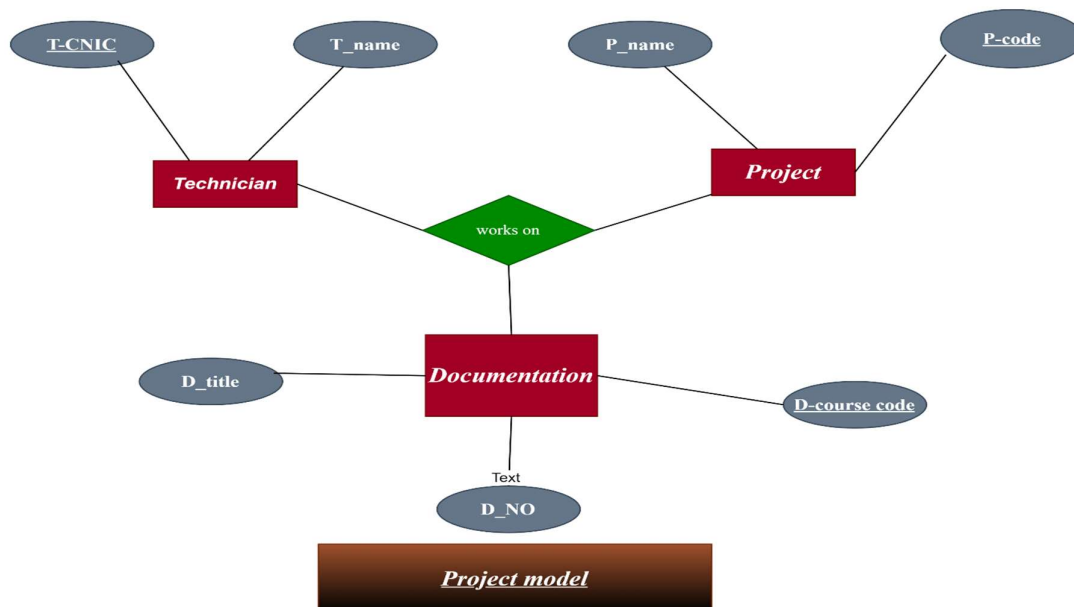 T-CNIC
T_name
P_name
P-code
Technician
Project
works on
Documentation
D_title
D-course code
Text
D_NO
Project model